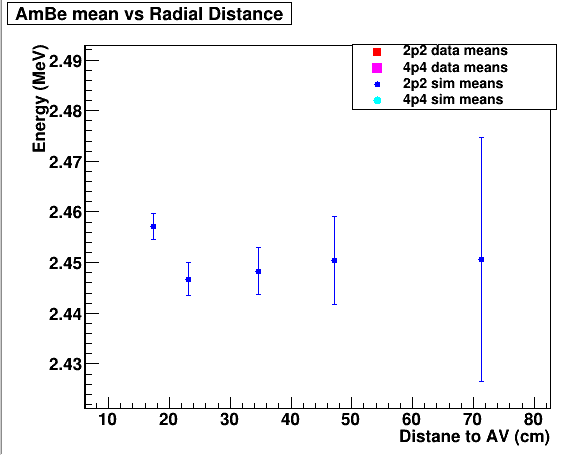 AmBe mean vs Radial Distance
2p2 data means
4p4 data means
2p2 sim means
4p4 sim means
Energy (MeV)
2.49
2.48
2.47
2.46
2.45
2.44
2.43
10 20 30 40 50 60 70 80
Distane to AV (cm)